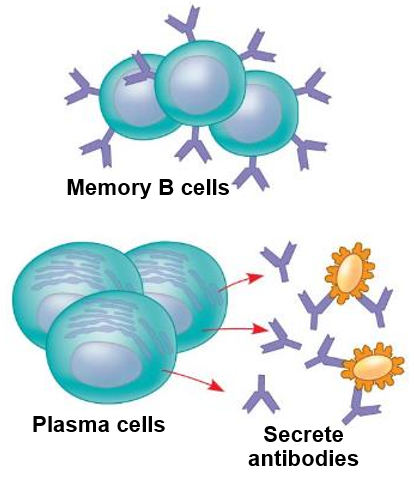 Memory B cells
Plasma cells
Secrete
antibodies